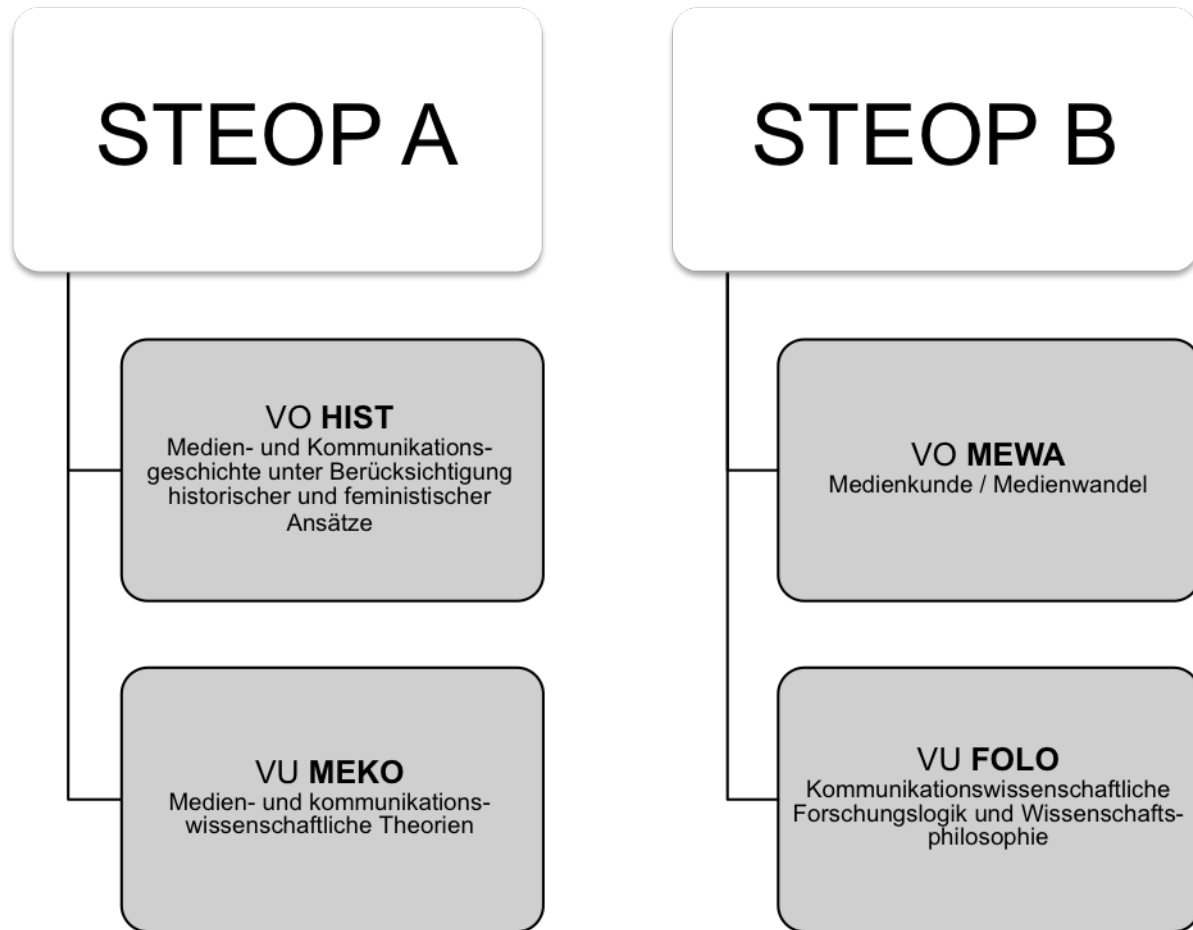 STEOP A
VO HIST
Medien- und Kommunikations-
geschichte unter Berücksichtigung
historischer und feministischer
Ansätze
VU MEKO
Medien- und kommunikations-
wissenschaftliche Theorien
STEOP B
VO MEWA
Medienkunde / Medienwandel
VU FOLO
Kommunikationswissenschaftliche
Forschungslogik und Wissenschafts-
philosophie